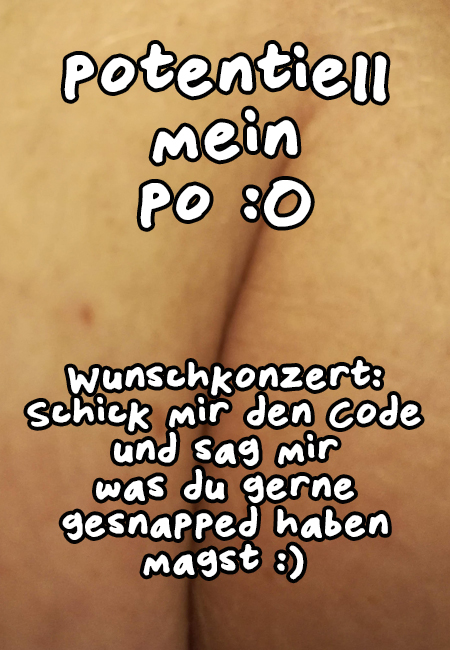 Potentiell
mein
Po :O
Wunschkonzert:
Schick mir den Code
und sag mir
was du gerne
gesnapped haben
magst :)